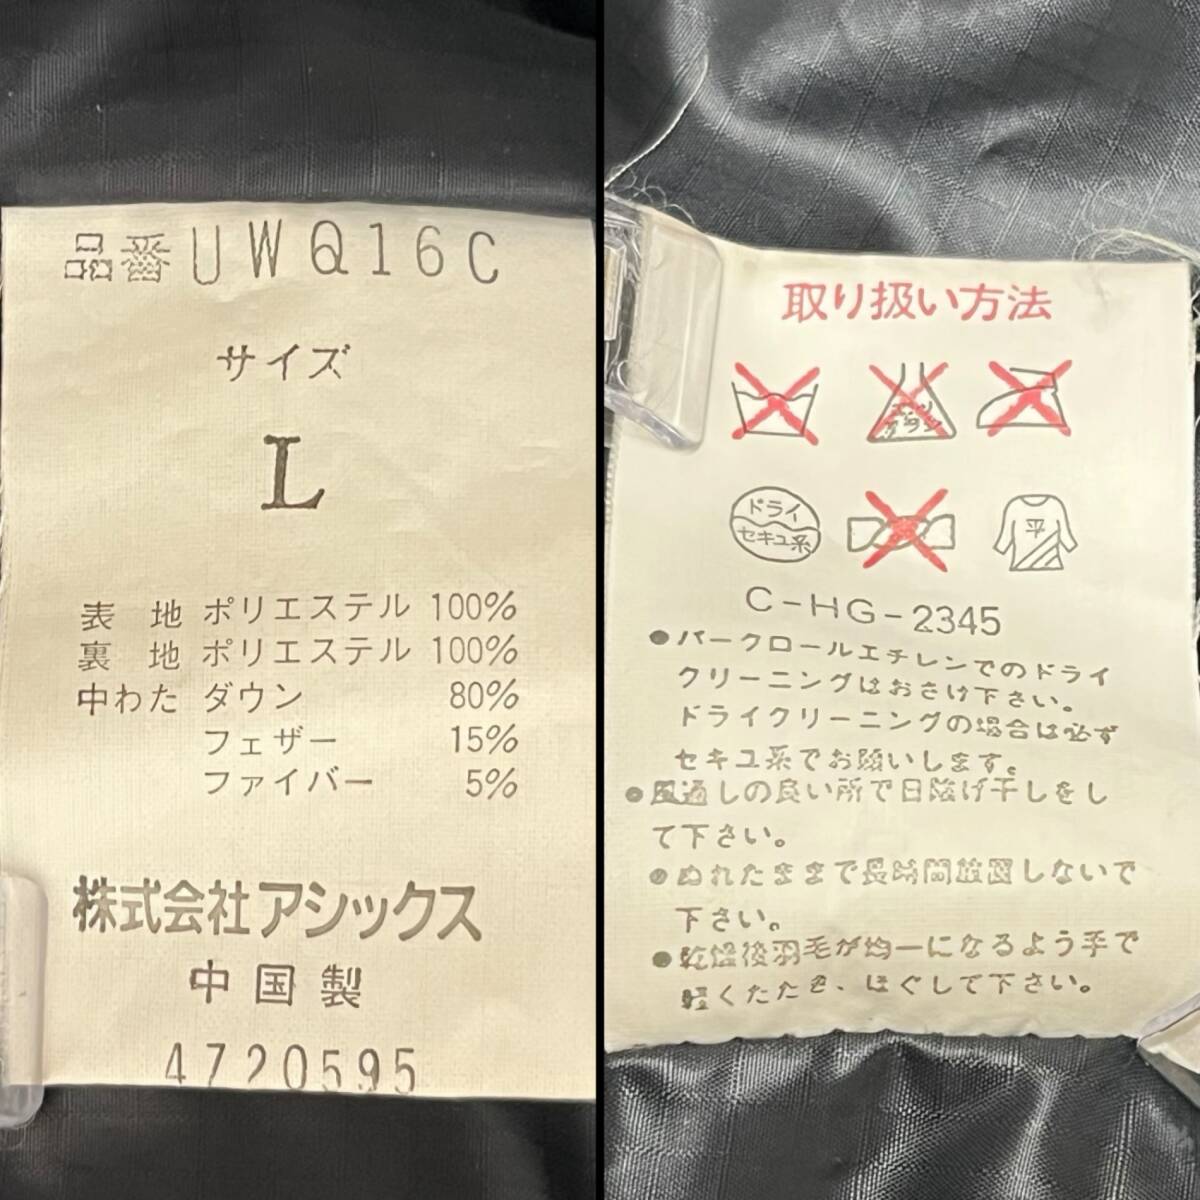 品番 UWQ16C
サイズ
L
表地 ポリエステル 100%
裏地 ポリエステル 100%
中わた ダウン 80%
フェザー 15%
ファイバー 5%
株式会社アシックス
中国製
4720595
取り扱い方法
エンソサラシ
ドライ
セキユ系
平
C-HG-2345
●パークロールエチレンでのドライ
クリーニングはおさけ下さい。
ドライクリーニングの場合は必ず
セキユ系でお願いします。
●風通しの良い所で日陰げ干しをし
て下さい。
●ぬれたままで長時間放置しないで
下さい。
●乾燥後羽毛が均一になるよう手で
軽くたたき、ほぐして下さい。